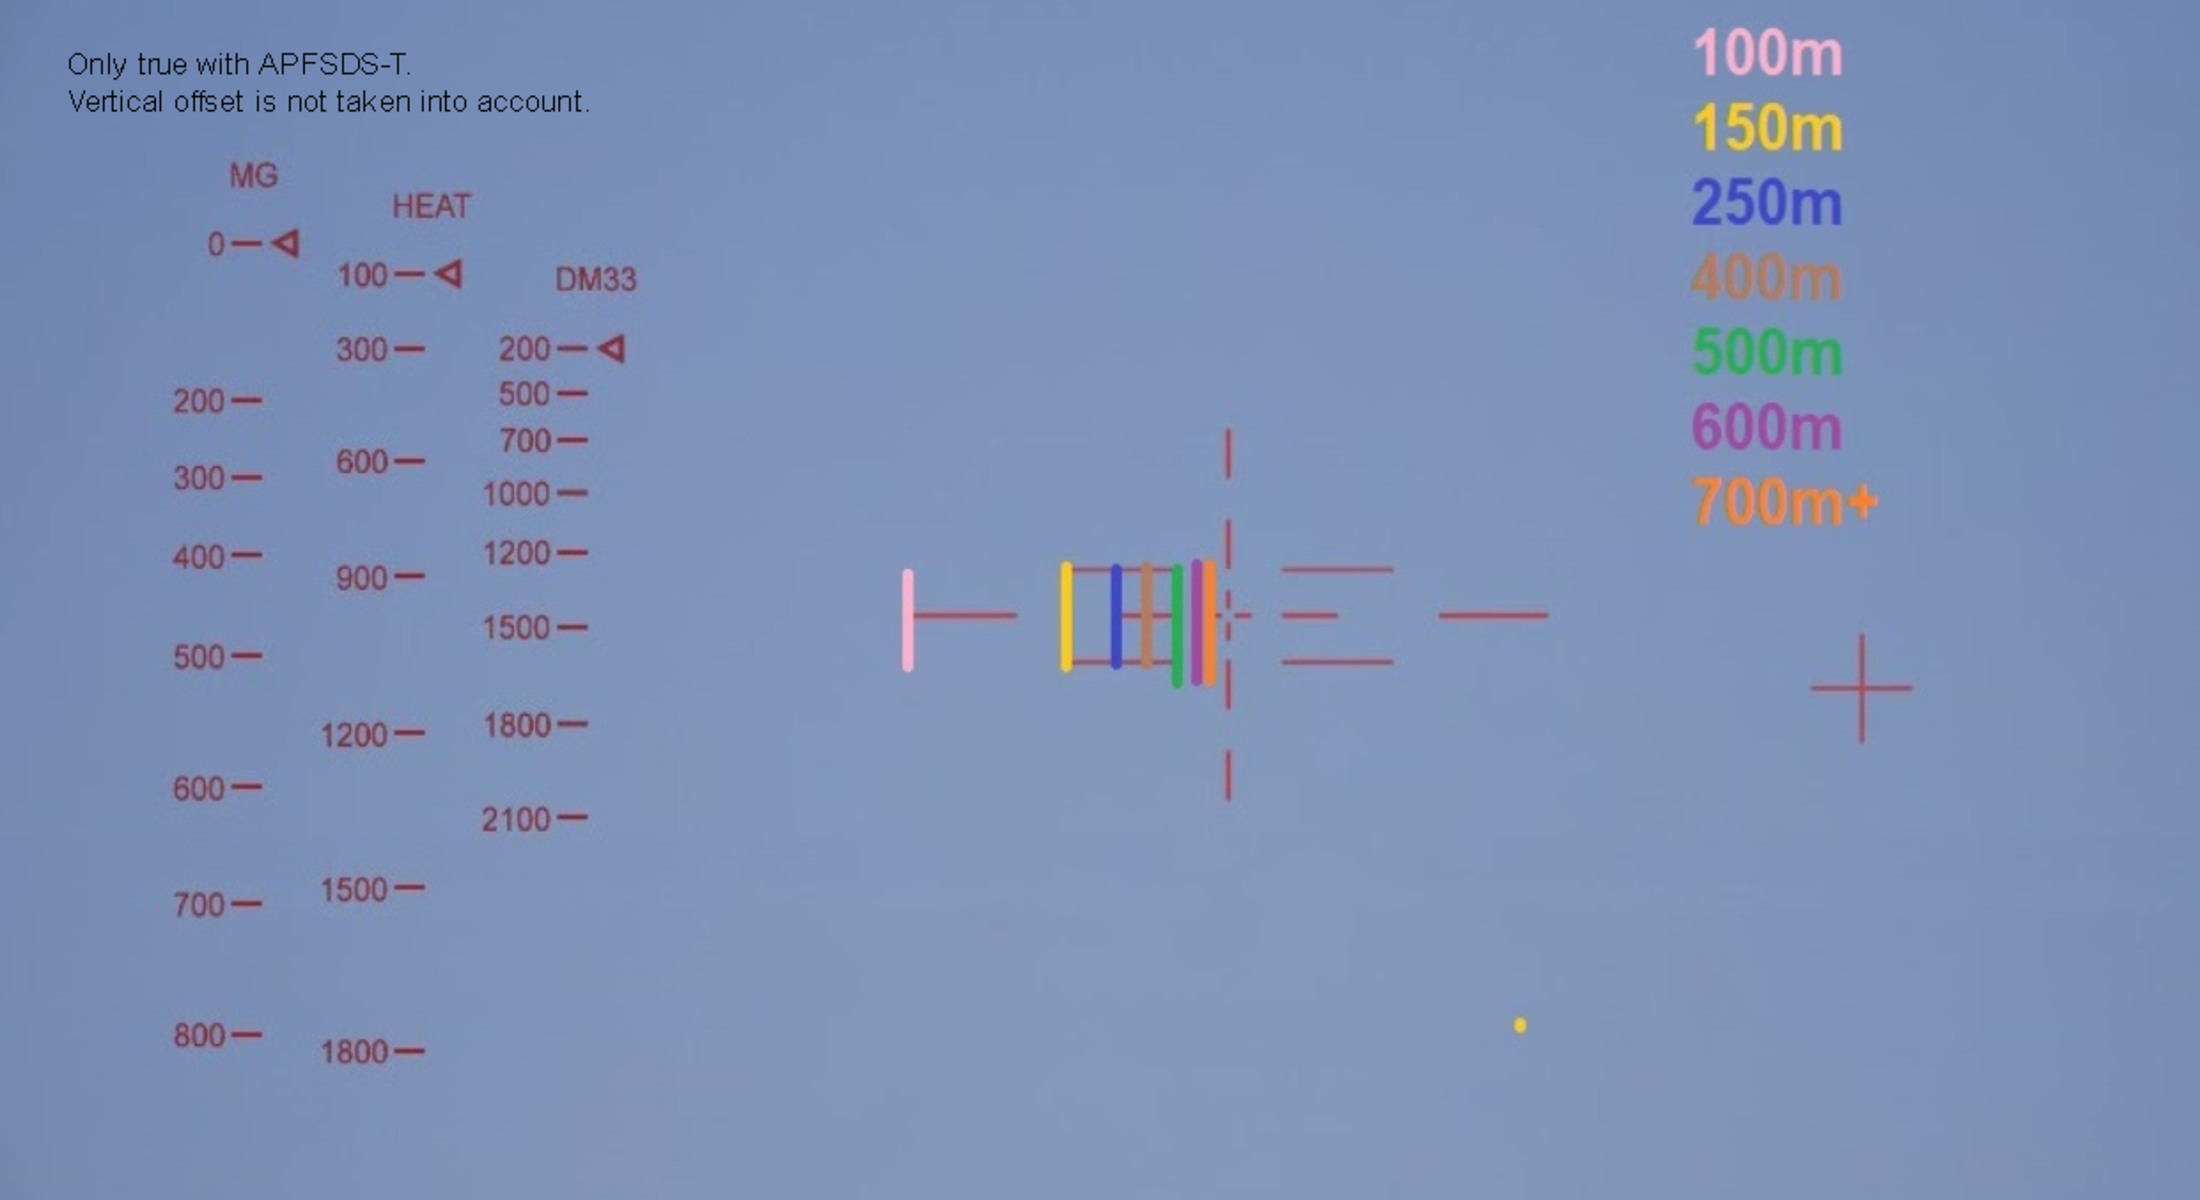 Only true with APFSDS-T.
Vertical offset is not taken into account.
MG
0
200
300
400
500
600
700
800
HEAT
100
300
600
900
1200
1500
1800
DM33
200
500
700
1000
1200
1500
1800
2100
100m
150m
250m
400m
500m
600m
700m+